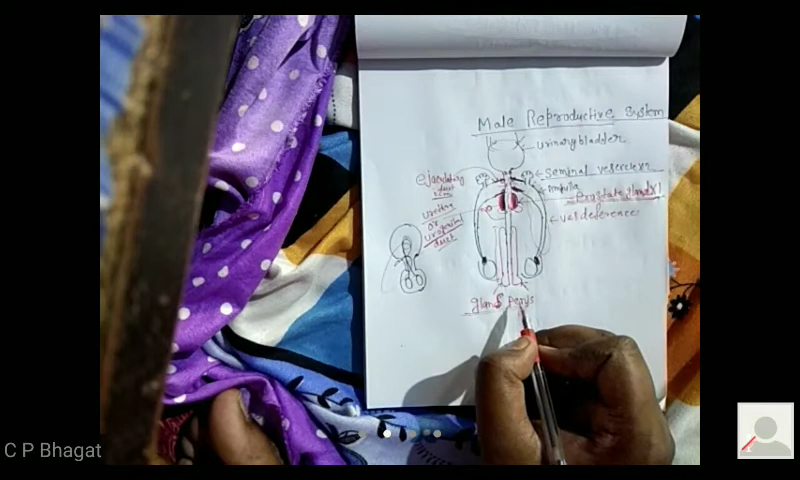 Male Reproductive System
urinary bladder
Seminal
Ampulla
ejaculatory
duct
Prostate gland
urethra
or
urogenital
duct
vas deference
glans penis
C P Bhagat